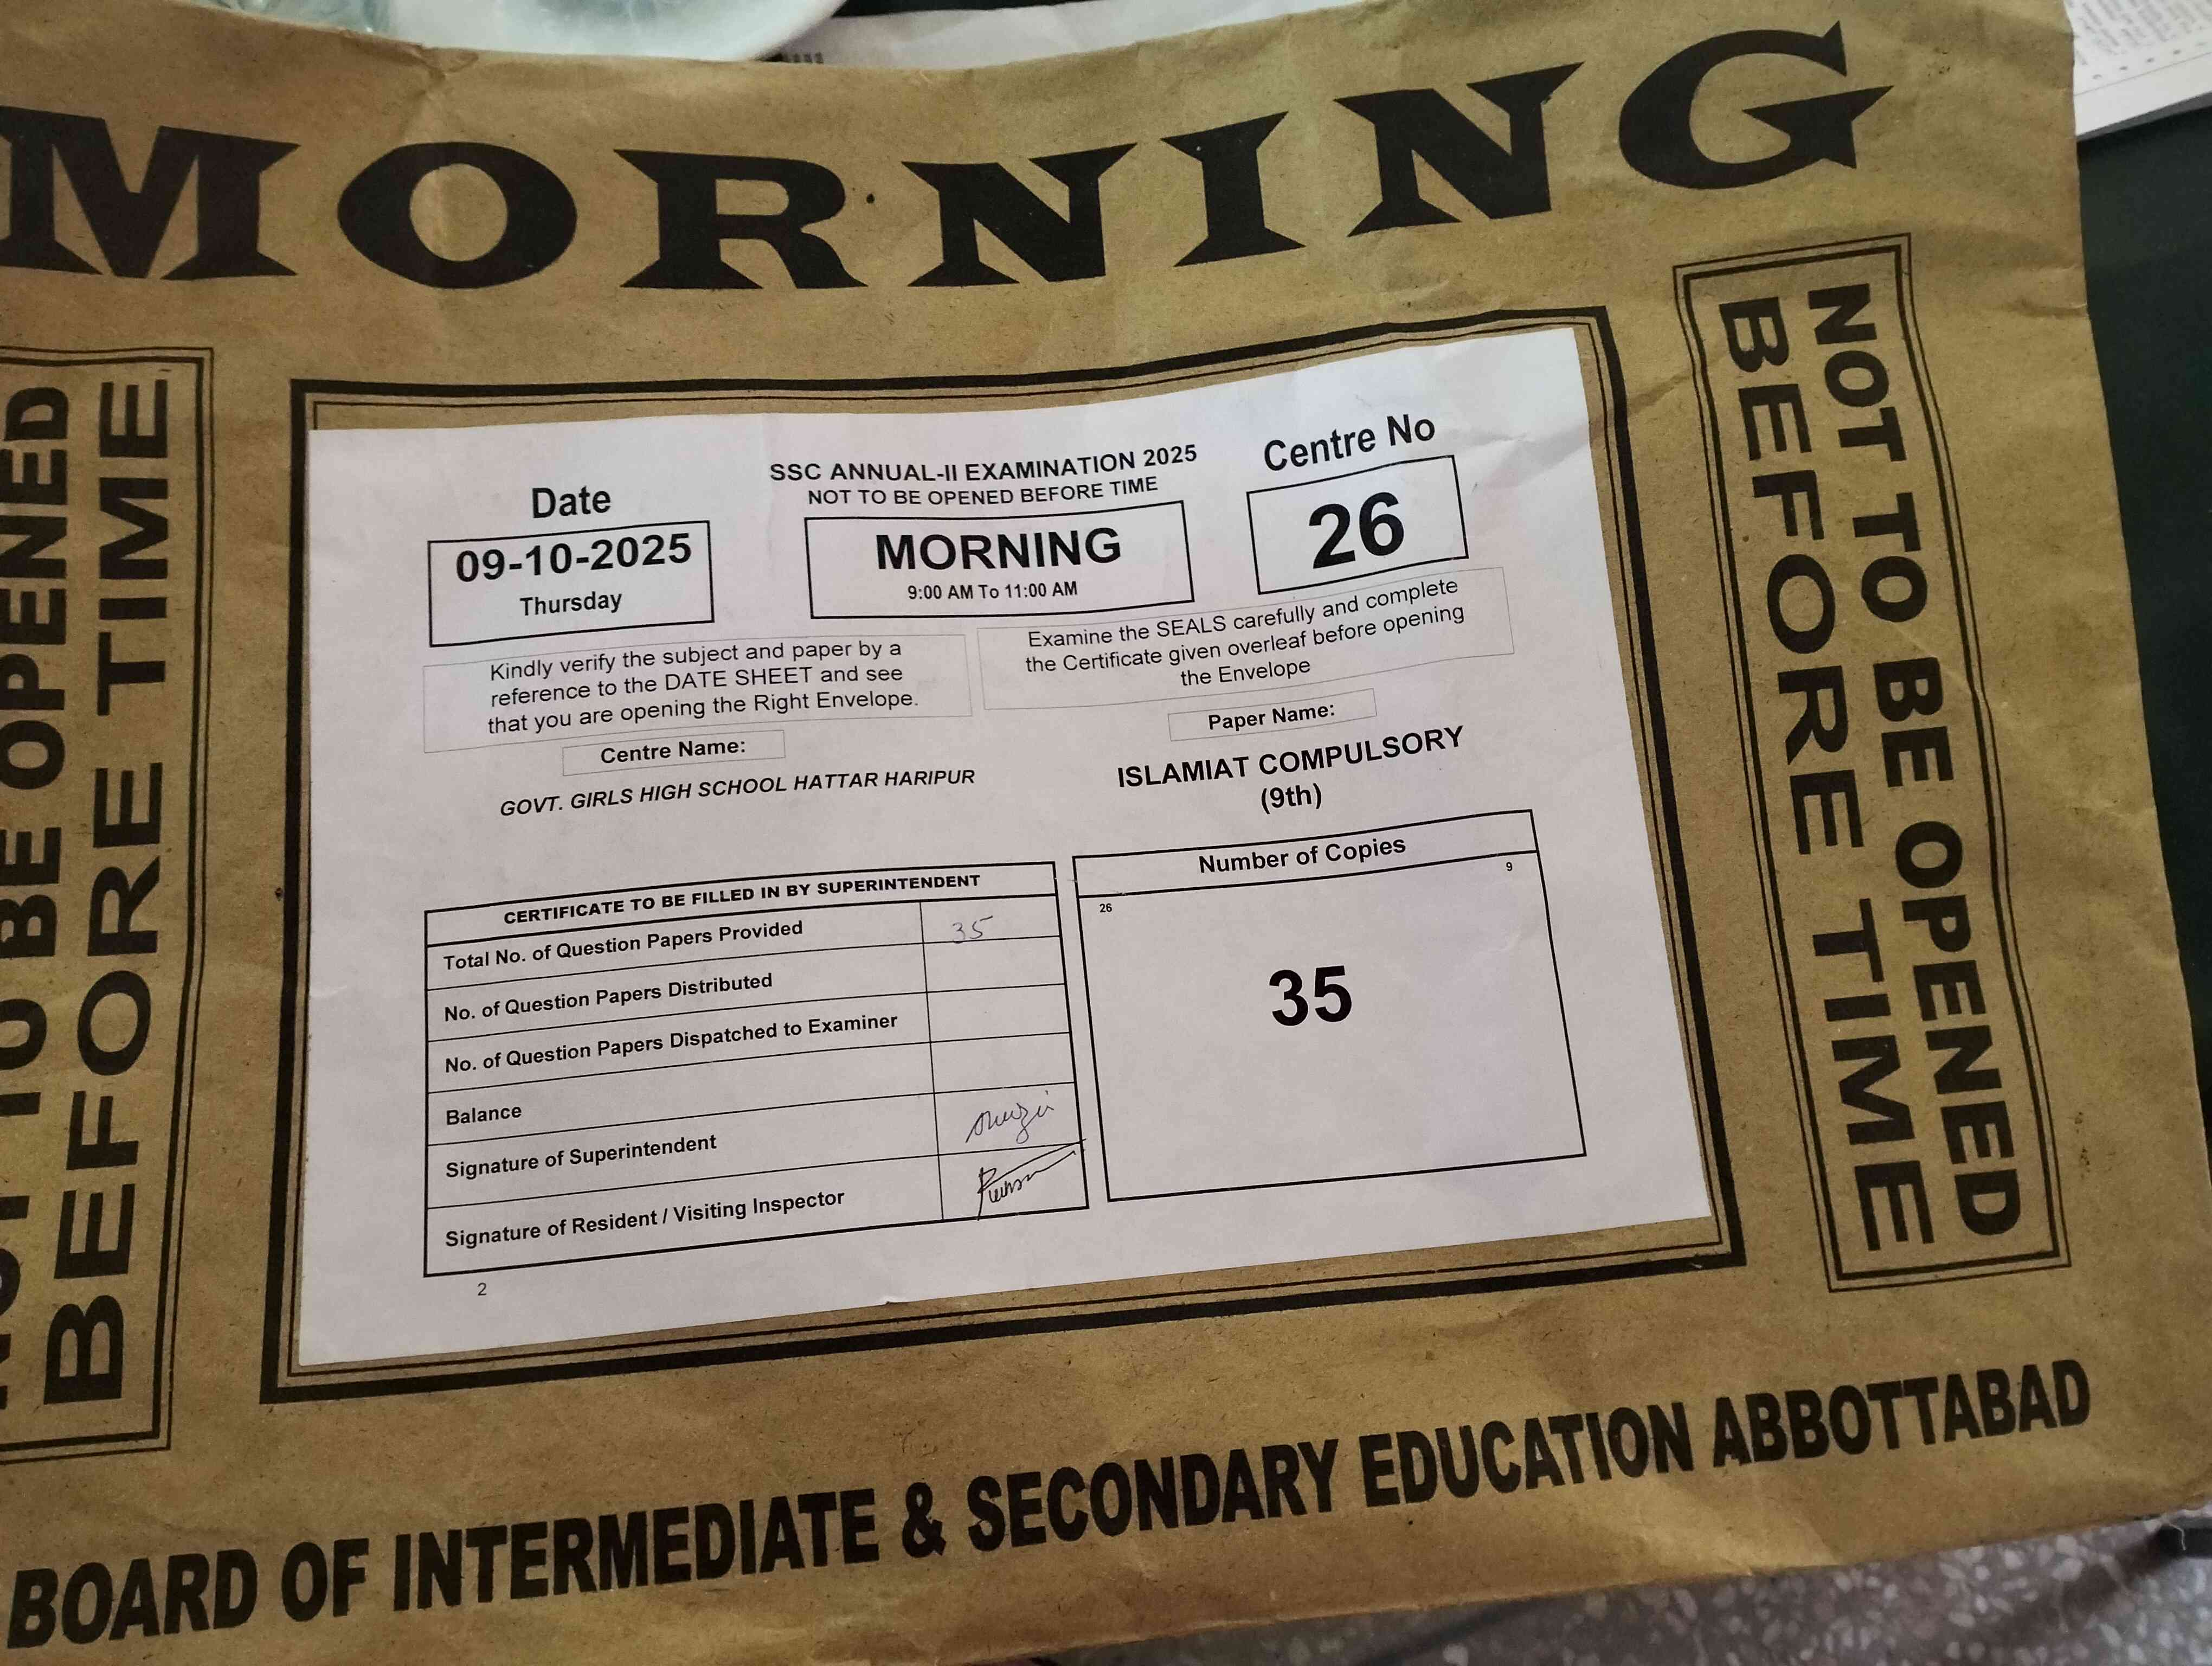 MORNING
NOT TO BE OPENED
BEFORE TIME
Date
09-10-2025
Thursday
SSC ANNUAL-II EXAMINATION 2025
NOT TO BE OPENED BEFORE TIME
MORNING
9:00 AM To 11:00 AM
Centre No
26
Kindly verify the subject and paper by a
reference to the DATE SHEET and see
that you are opening the Right Envelope.
Examine the SEALS carefully and complete
the Certificate given overleaf before opening
the Envelope
Centre Name:
GOVT. GIRLS HIGH SCHOOL HATTAR HARIPUR
Paper Name:
ISLAMIAT COMPULSORY
(9th)
CERTIFICATE TO BE FILLED IN BY SUPERINTENDENT
Total No. of Question Papers Provided 35
No. of Question Papers Distributed
No. of Question Papers Dispatched to Examiner
Balance
Signature of Superintendent
Signature of Resident / Visiting Inspector
2
Number of Copies
26 9
35
NOT TO BE OPENED
BEFORE TIME
BOARD OF INTERMEDIATE & SECONDARY EDUCATION ABBOTTABAD